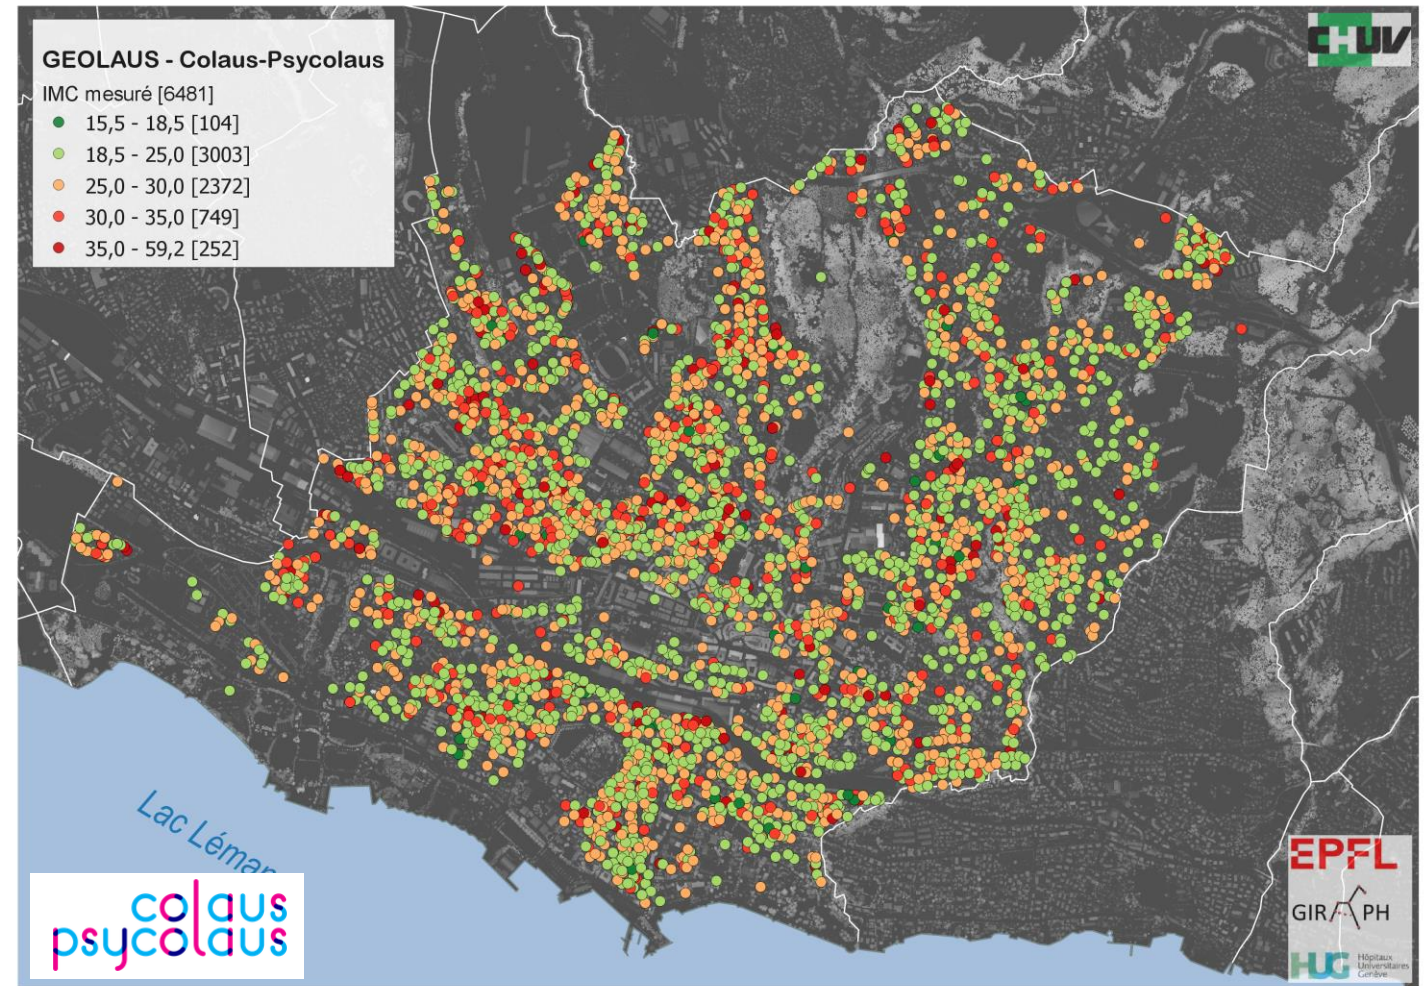 GEOLAUS - Colaus-Psycolaus
IMC mesuré [6481]
15,5 - 18,5 [104]
18,5 - 25,0 [3003]
25,0 - 30,0 [2372]
30,0 - 35,0 [749]
35,0 - 59,2 [252]
CHUV
Lac Léman
colaus
psycolaus
EPFL
GIRAPH
HUG Hôpitaux
Universitaires
Genève